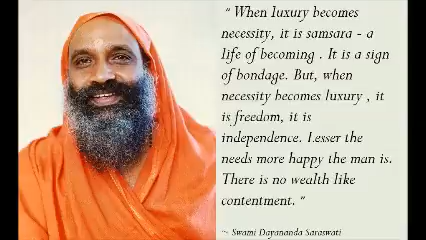 " When luxury becomes
necessity, it is samsara - a
life of becoming . It is a sign
of bondage. But, when
necessity becomes luxury , it
is freedom, it is
independence. Lesser the
needs more happy the man is.
There is no wealth like
contentment. "
~ Swami Dayananda Saraswati